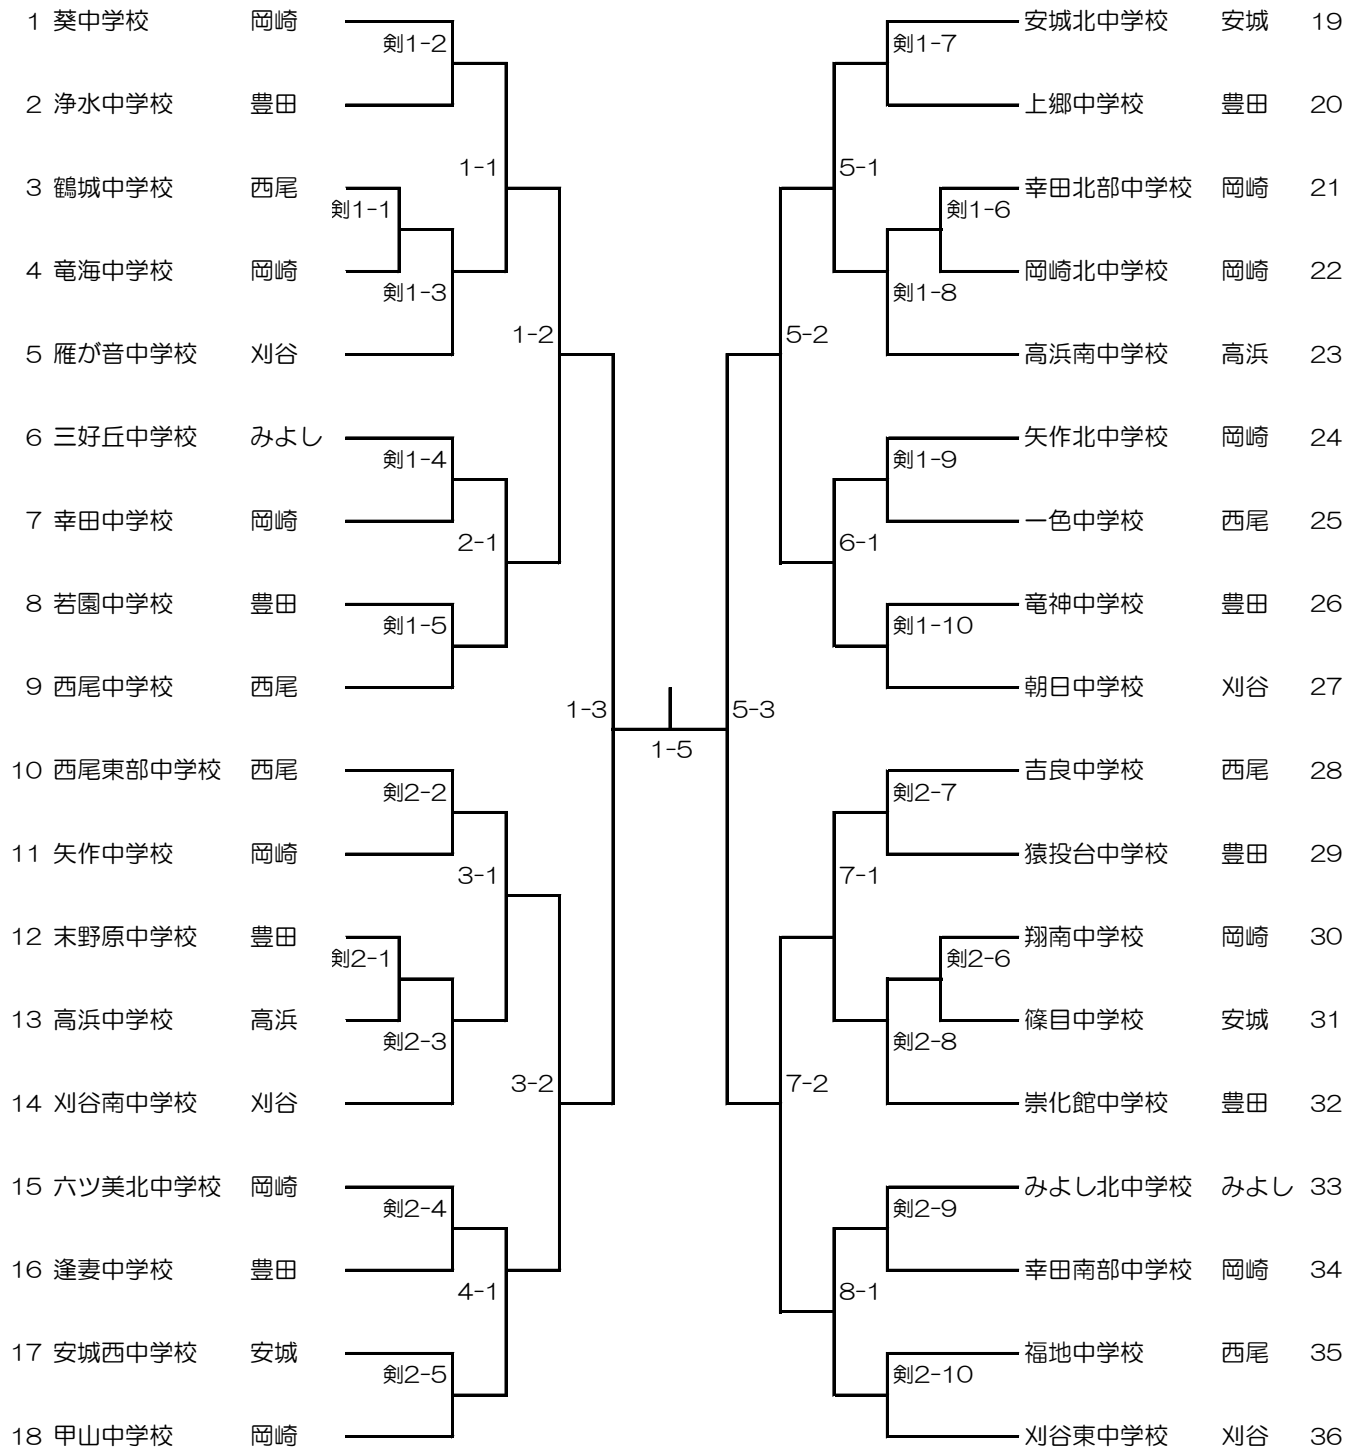 1 葵中学校 岡崎 安城北中学校 安城 19
剣1-2 剣1-7
2 浄水中学校 豊田 上郷中学校 豊田 20
1-1 5-1
3 鶴城中学校 西尾 幸田北部中学校 岡崎 21
剣1-1 剣1-6
4 竜海中学校 岡崎 岡崎北中学校 岡崎 22
剣1-3 剣1-8
1-2 5-2
5 雁が音中学校 刈谷 高浜南中学校 高浜 23
6 三好丘中学校 みよし 矢作北中学校 岡崎 24
剣1-4 剣1-9
7 幸田中学校 岡崎 一色中学校 西尾 25
2-1 6-1
8 若園中学校 豊田 竜神中学校 豊田 26
剣1-5 剣1-10
9 西尾中学校 西尾 朝日中学校 刈谷 27
1-3 5-3
1-5
10 西尾東部中学校 西尾 吉良中学校 西尾 28
剣2-2 剣2-7
11 矢作中学校 岡崎 猿投台中学校 豊田 29
3-1 7-1
12 末野原中学校 豊田 翔南中学校 岡崎 30
剣2-1 剣2-6
13 高浜中学校 高浜 篠目中学校 安城 31
剣2-3 剣2-8
3-2 7-2
14 刈谷南中学校 刈谷 崇化館中学校 豊田 32
15 六ツ美北中学校 岡崎 みよし北中学校 みよし 33
剣2-4 剣2-9
16 逢妻中学校 豊田 幸田南部中学校 岡崎 34
4-1 8-1
17 安城西中学校 安城 福地中学校 西尾 35
剣2-5 剣2-10
18 甲山中学校 岡崎 刈谷東中学校 刈谷 36